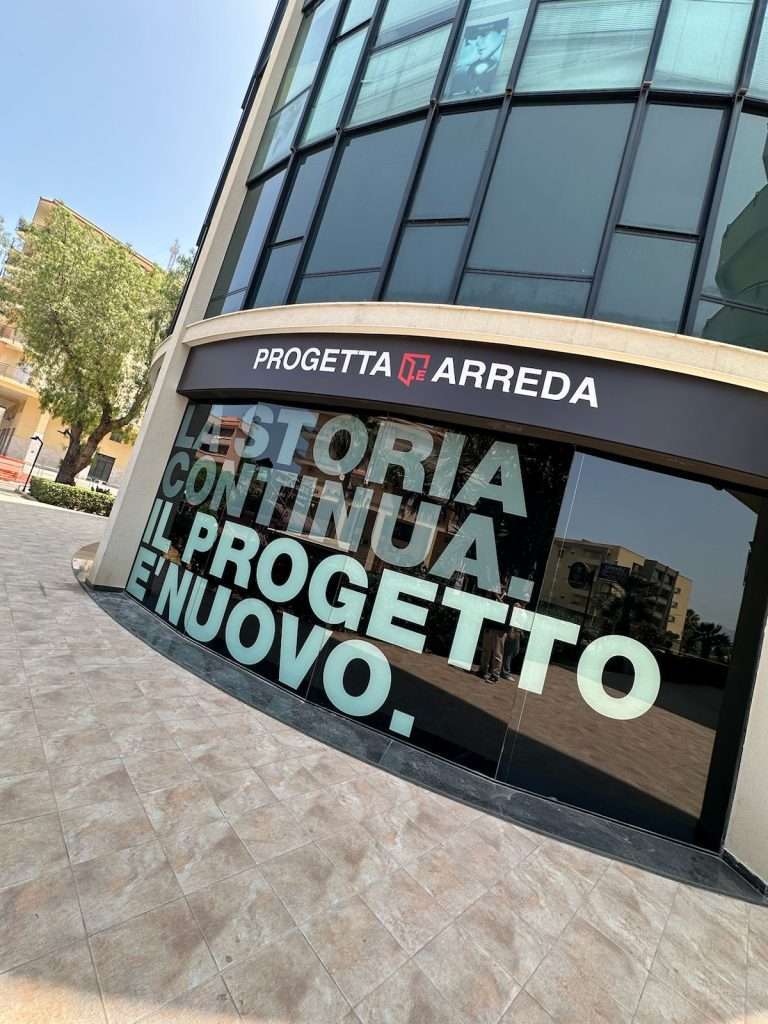 PROGETTA E ARREDA
LA STORIA
CONTINUA.
IL PROGETTO
E'NUOVO.